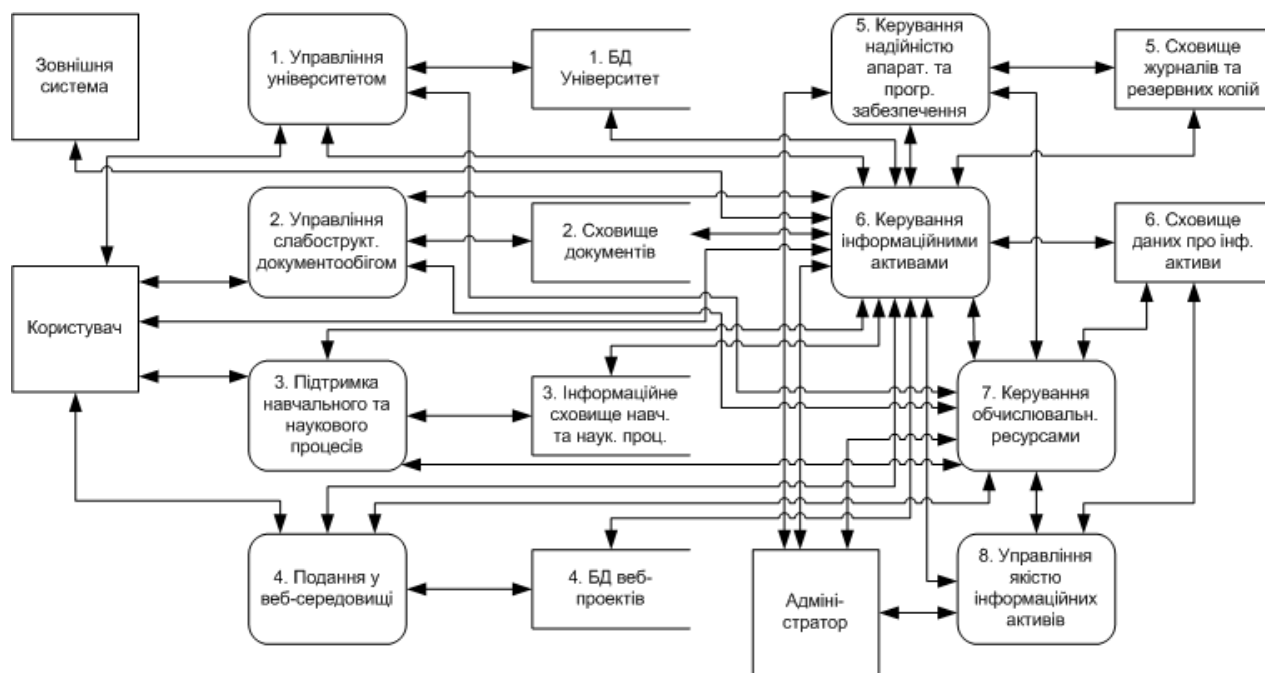 Зовнішня
система
1. Управління
університетом
1. БД
Університет
5. Керування
надійністю
апарат. та
прогр.
забезпечення
5. Сховище
журналів та
резервних копій
2. Управління
слабострукт.
документообігом
2. Сховище
документів
6. Керування
інформаційними
активами
6. Сховище
даних про інф.
активи
Користувач
3. Підтримка
навчального та
наукового
процесів
3. Інформаційне
сховище навч.
та наук. проц.
7. Керування
обчислювальн.
ресурсами
4. Подання у
веб-середовищі
4. БД веб-
проектів
Адміні-
стратор
8. Управління
якістю
інформаційних
активів